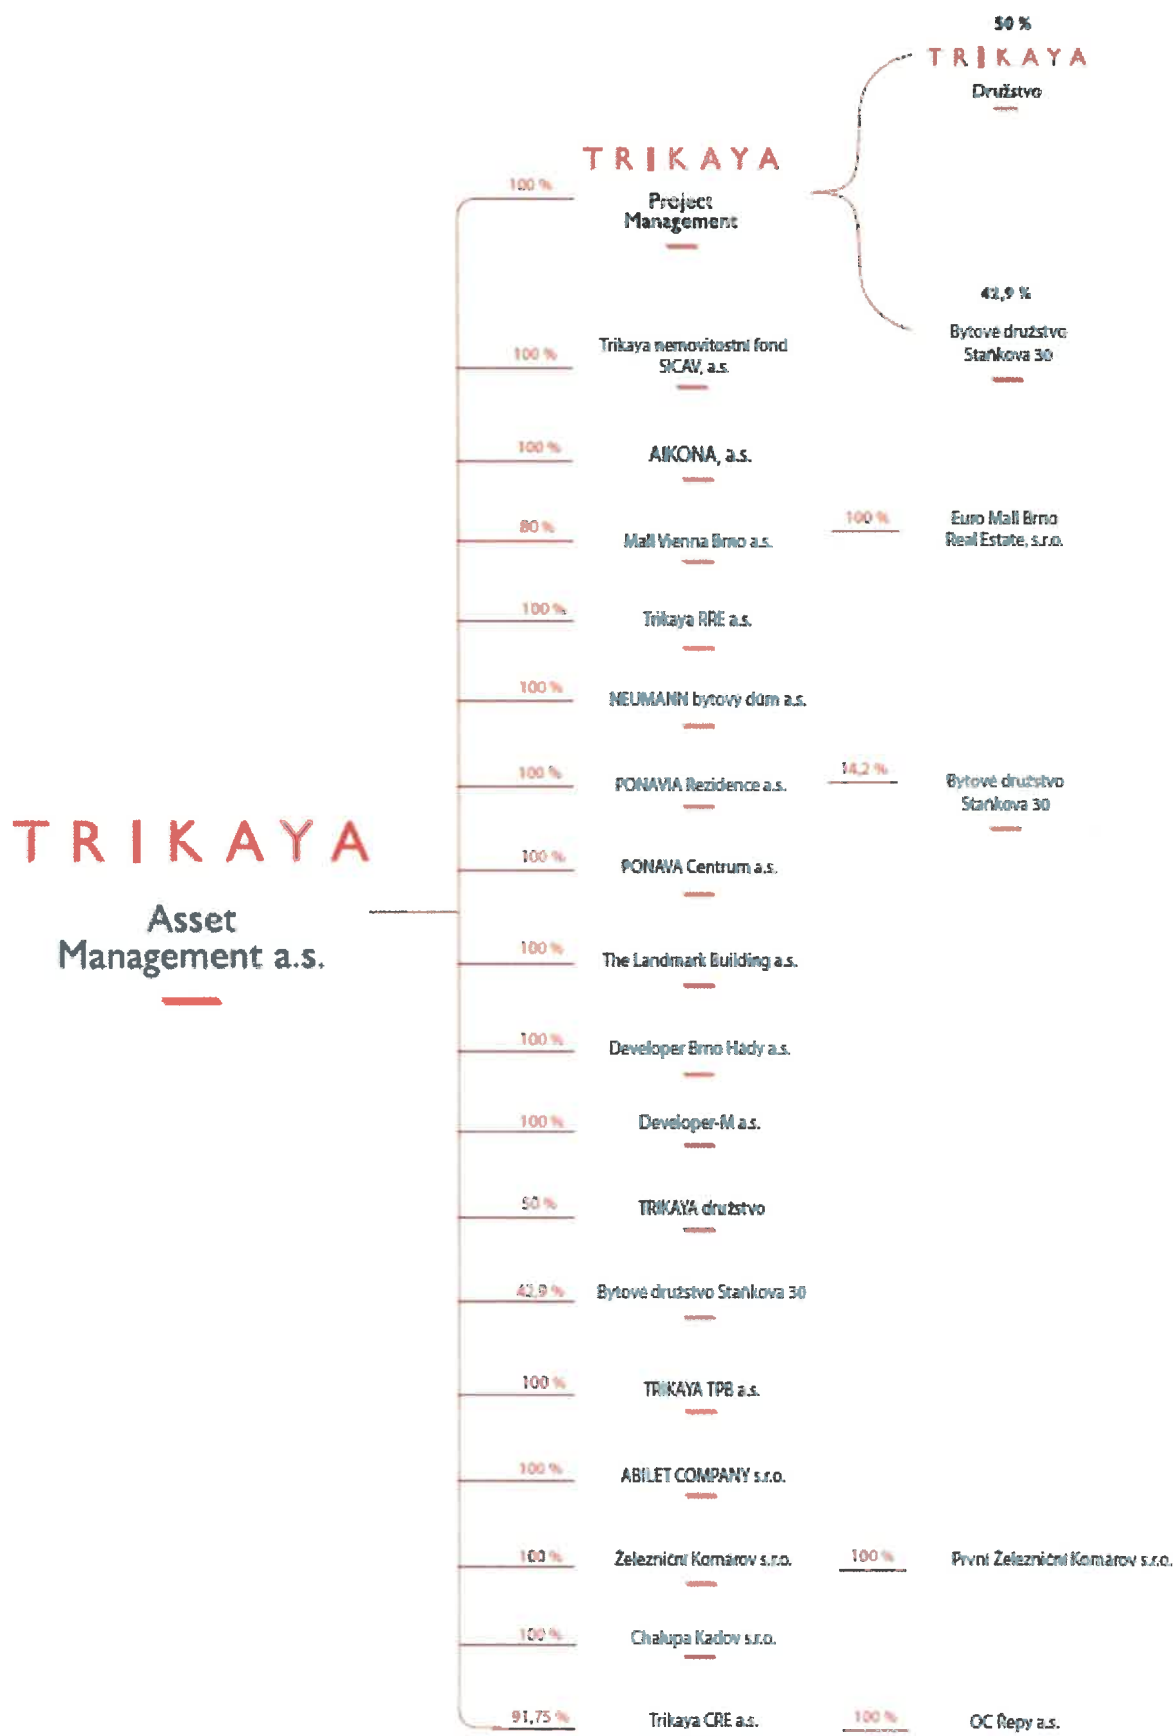 50 %
TRIKAYA
Družstvo
TRIKAYA
100 %
Project
Management
42,9 %
Bytové družstvo
Staňkova 30
Trikaya nemovitostní fond
100 %
SICAV, a.s.
100 %
AIKONA, a.s.
80 %
Mall Vienna Brno a.s.
100 %
Euro Mall Brno
Real Estate, s.r.o.
100 %
Trikaya RRE a.s.
100 %
NEUMANN bytový dům a.s.
100 %
PONAVIA Rezidence a.s.
14,2 %
Bytové družstvo
Staňkova 30
TRIKAYA
Asset
Management a.s.
100 %
PONAVA Centrum a.s.
100 %
The Landmark Building a.s.
100 %
Developer Brno Hády a.s.
100 %
Developer-M a.s.
50 %
TRIKAYA družstvo
42,9 %
Bytové družstvo Staňkova 30
100 %
TRIKAYA TPB a.s.
100 %
ABILET COMPANY s.r.o.
100 %
Železniční Komárov s.r.o.
100 %
První Železniční Komárov s.r.o.
100 %
Chalupa Kadov s.r.o.
91,75 %
Trikaya CRE a.s.
100 %
OC Řepy a.s.